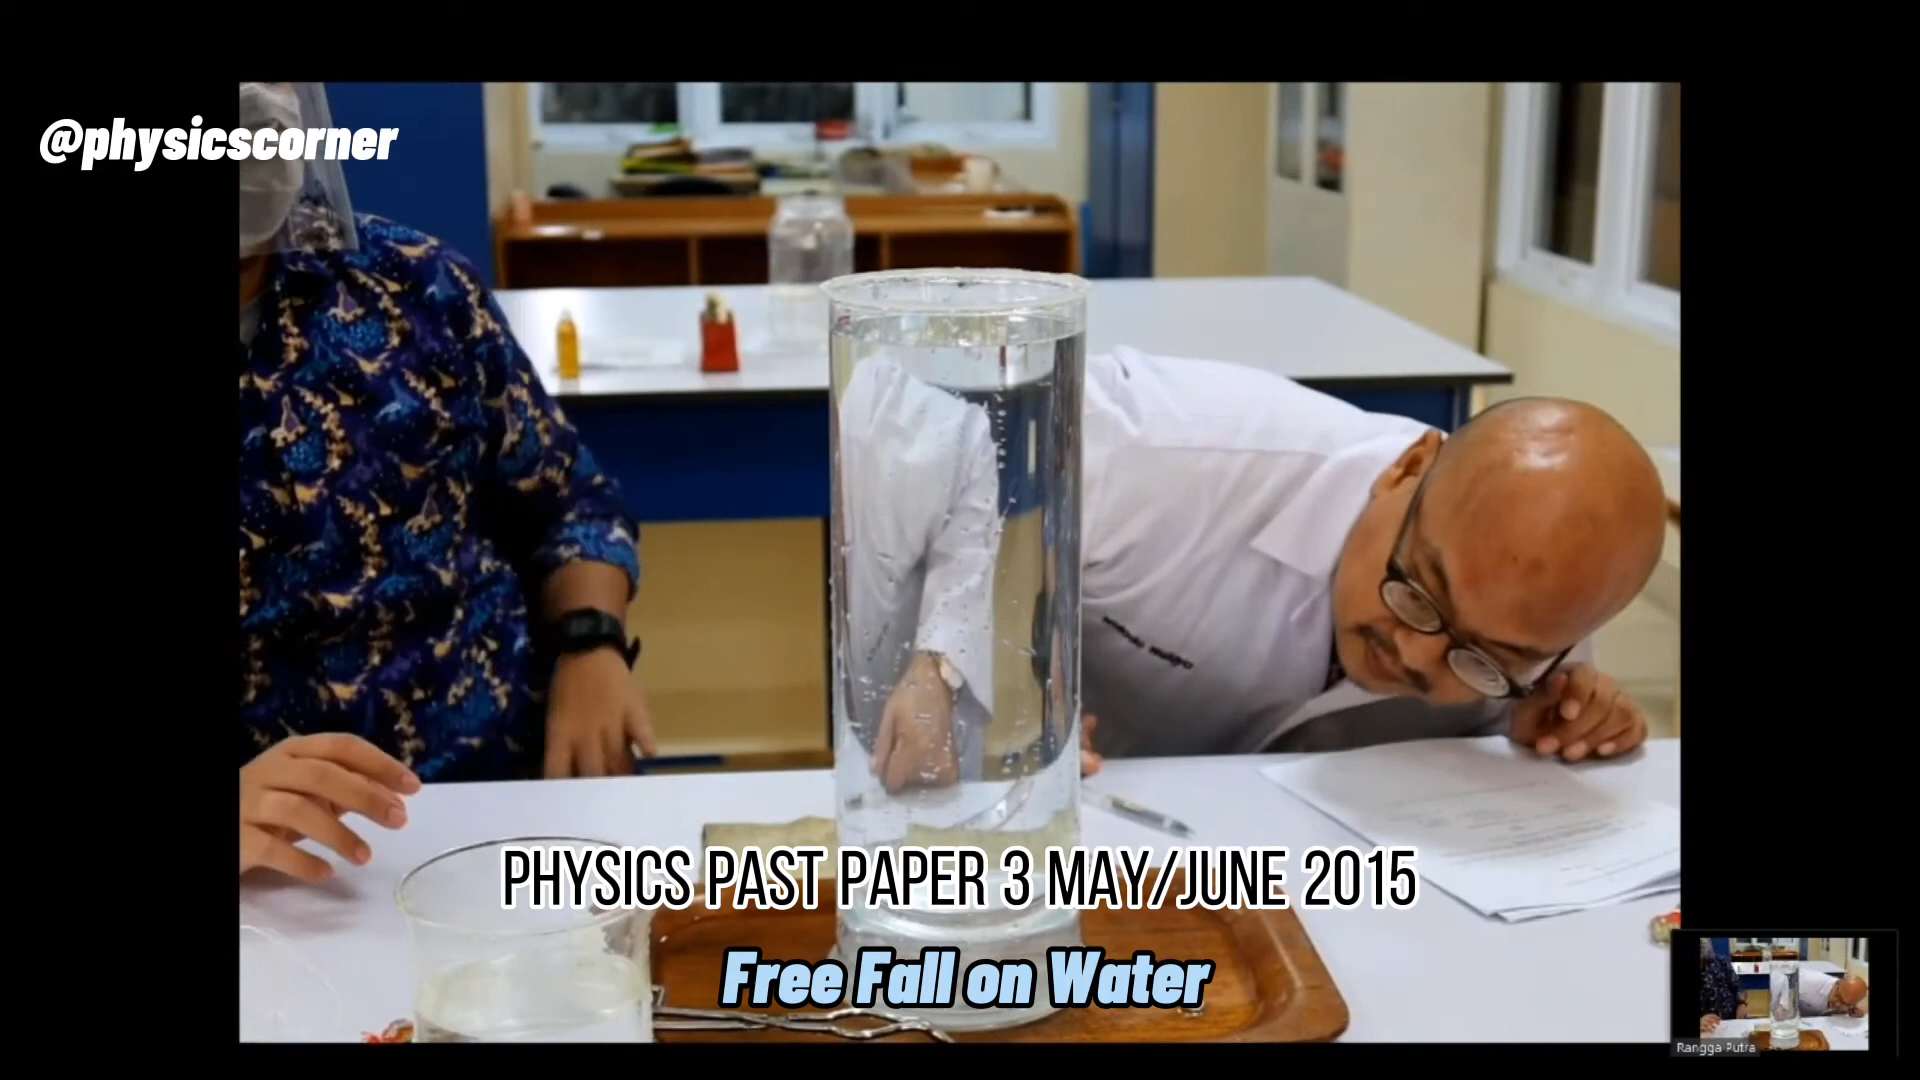 @physicscorner
PHYSICS PAST PAPER 3 MAY/JUNE 2015
Free Fall on Water
Rangga Putra